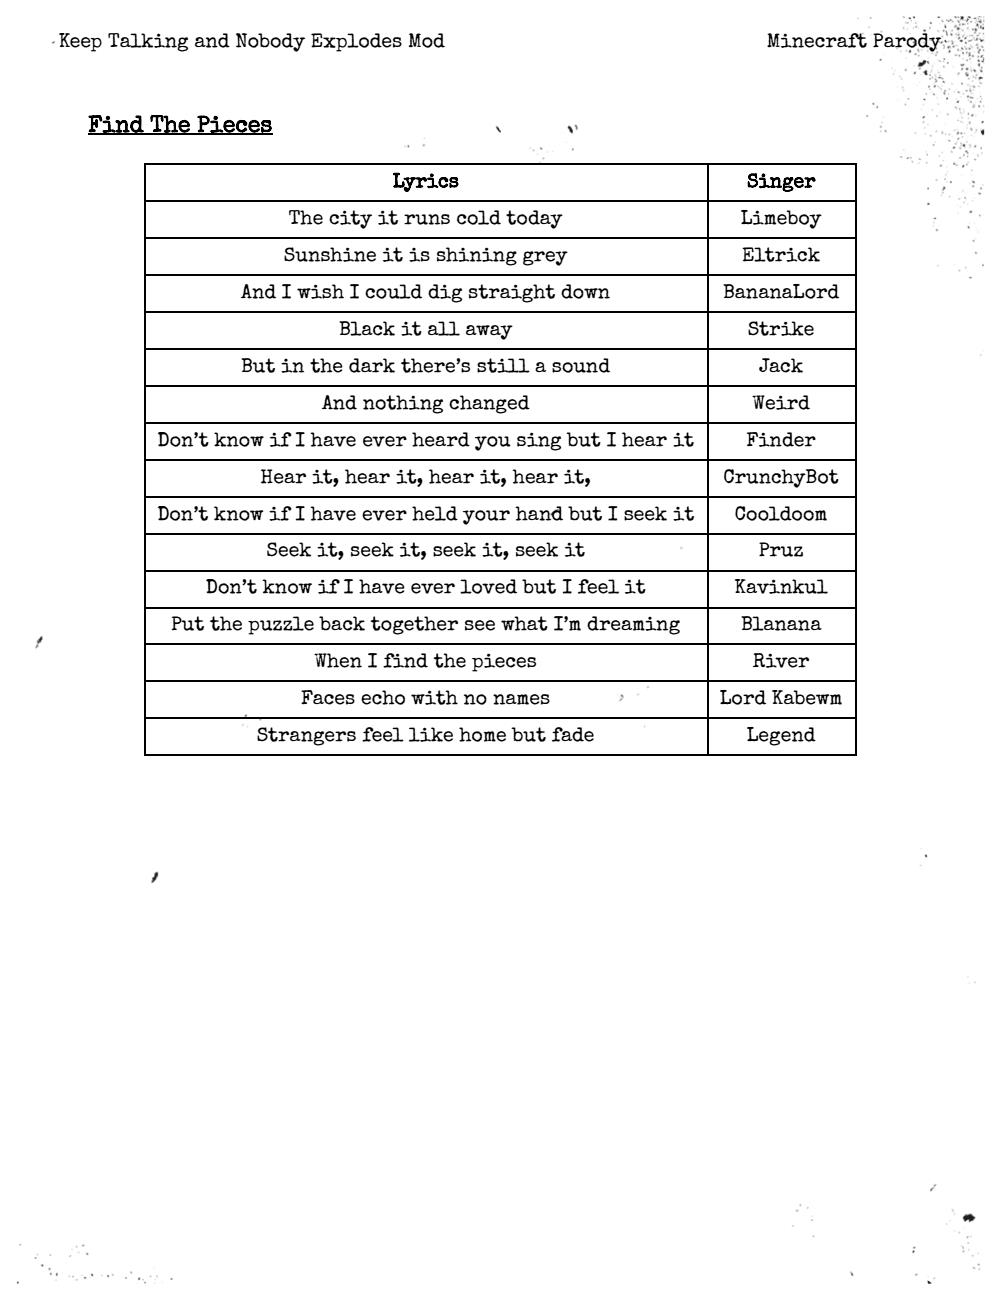 Keep Talking and Nobody Explodes Mod Minecraft Parody
Find The Pieces
Lyrics Singer
The city it runs cold today Limeboy
Sunshine it is shining grey Eltrick
And I wish I could dig straight down BananaLord
Black it all away Strike
But in the dark there's still a sound Jack
And nothing changed Weird
Don't know if I have ever heard you sing but I hear it Finder
Hear it, hear it, hear it, hear it, CrunchyBot
Don't know if I have ever held your hand but I seek it Cooldoom
Seek it, seek it, seek it, seek it Pruz
Don't know if I have ever loved but I feel it Kavinkul
Put the puzzle back together see what I'm dreaming Blanana
When I find the pieces River
Faces echo with no names Lord Kabewm
Strangers feel like home but fade Legend